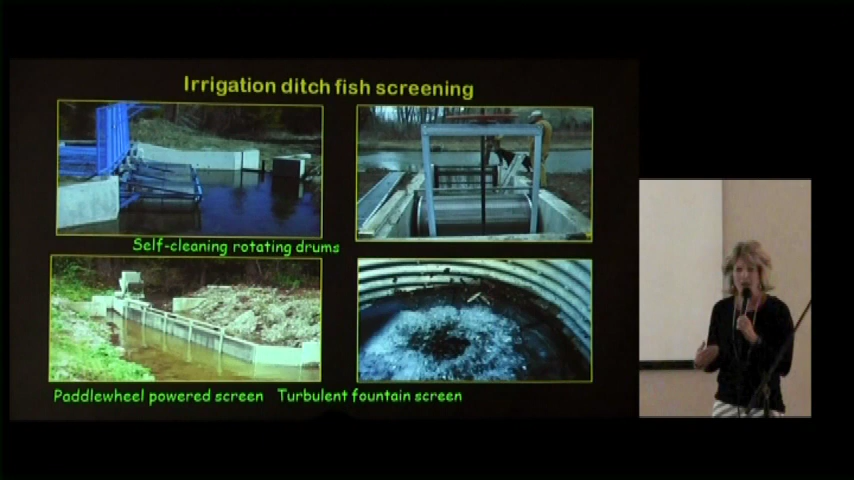 Irrigation ditch fish screening
Self-cleaning rotating drums
Paddlewheel powered screen Turbulent fountain screen